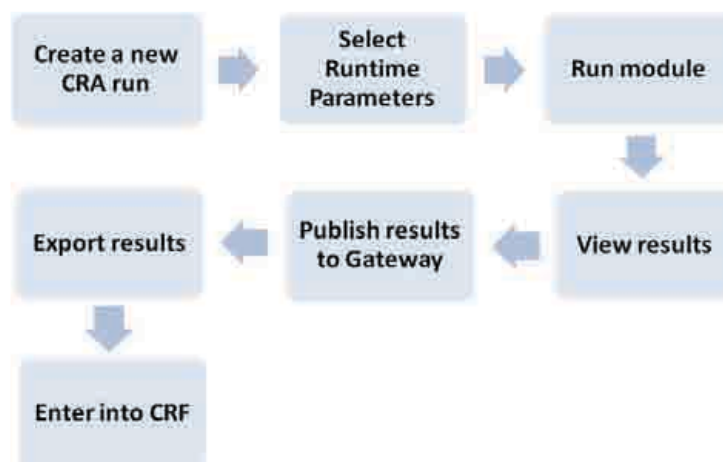 Create a new
CRA run
Select
Runtime
Parameters
Run module
View results
Publish results
to Gateway
Export results
Enter into CRF